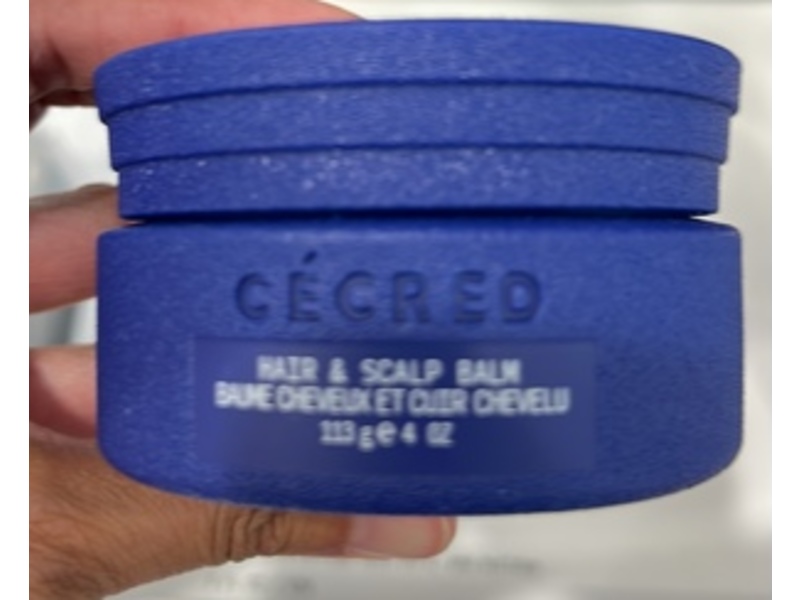 CÉCRED
HAIR & SCALP BALM
BAUME CHEVEUX ET CUIR CHEVELU
113 g e 4 OZ